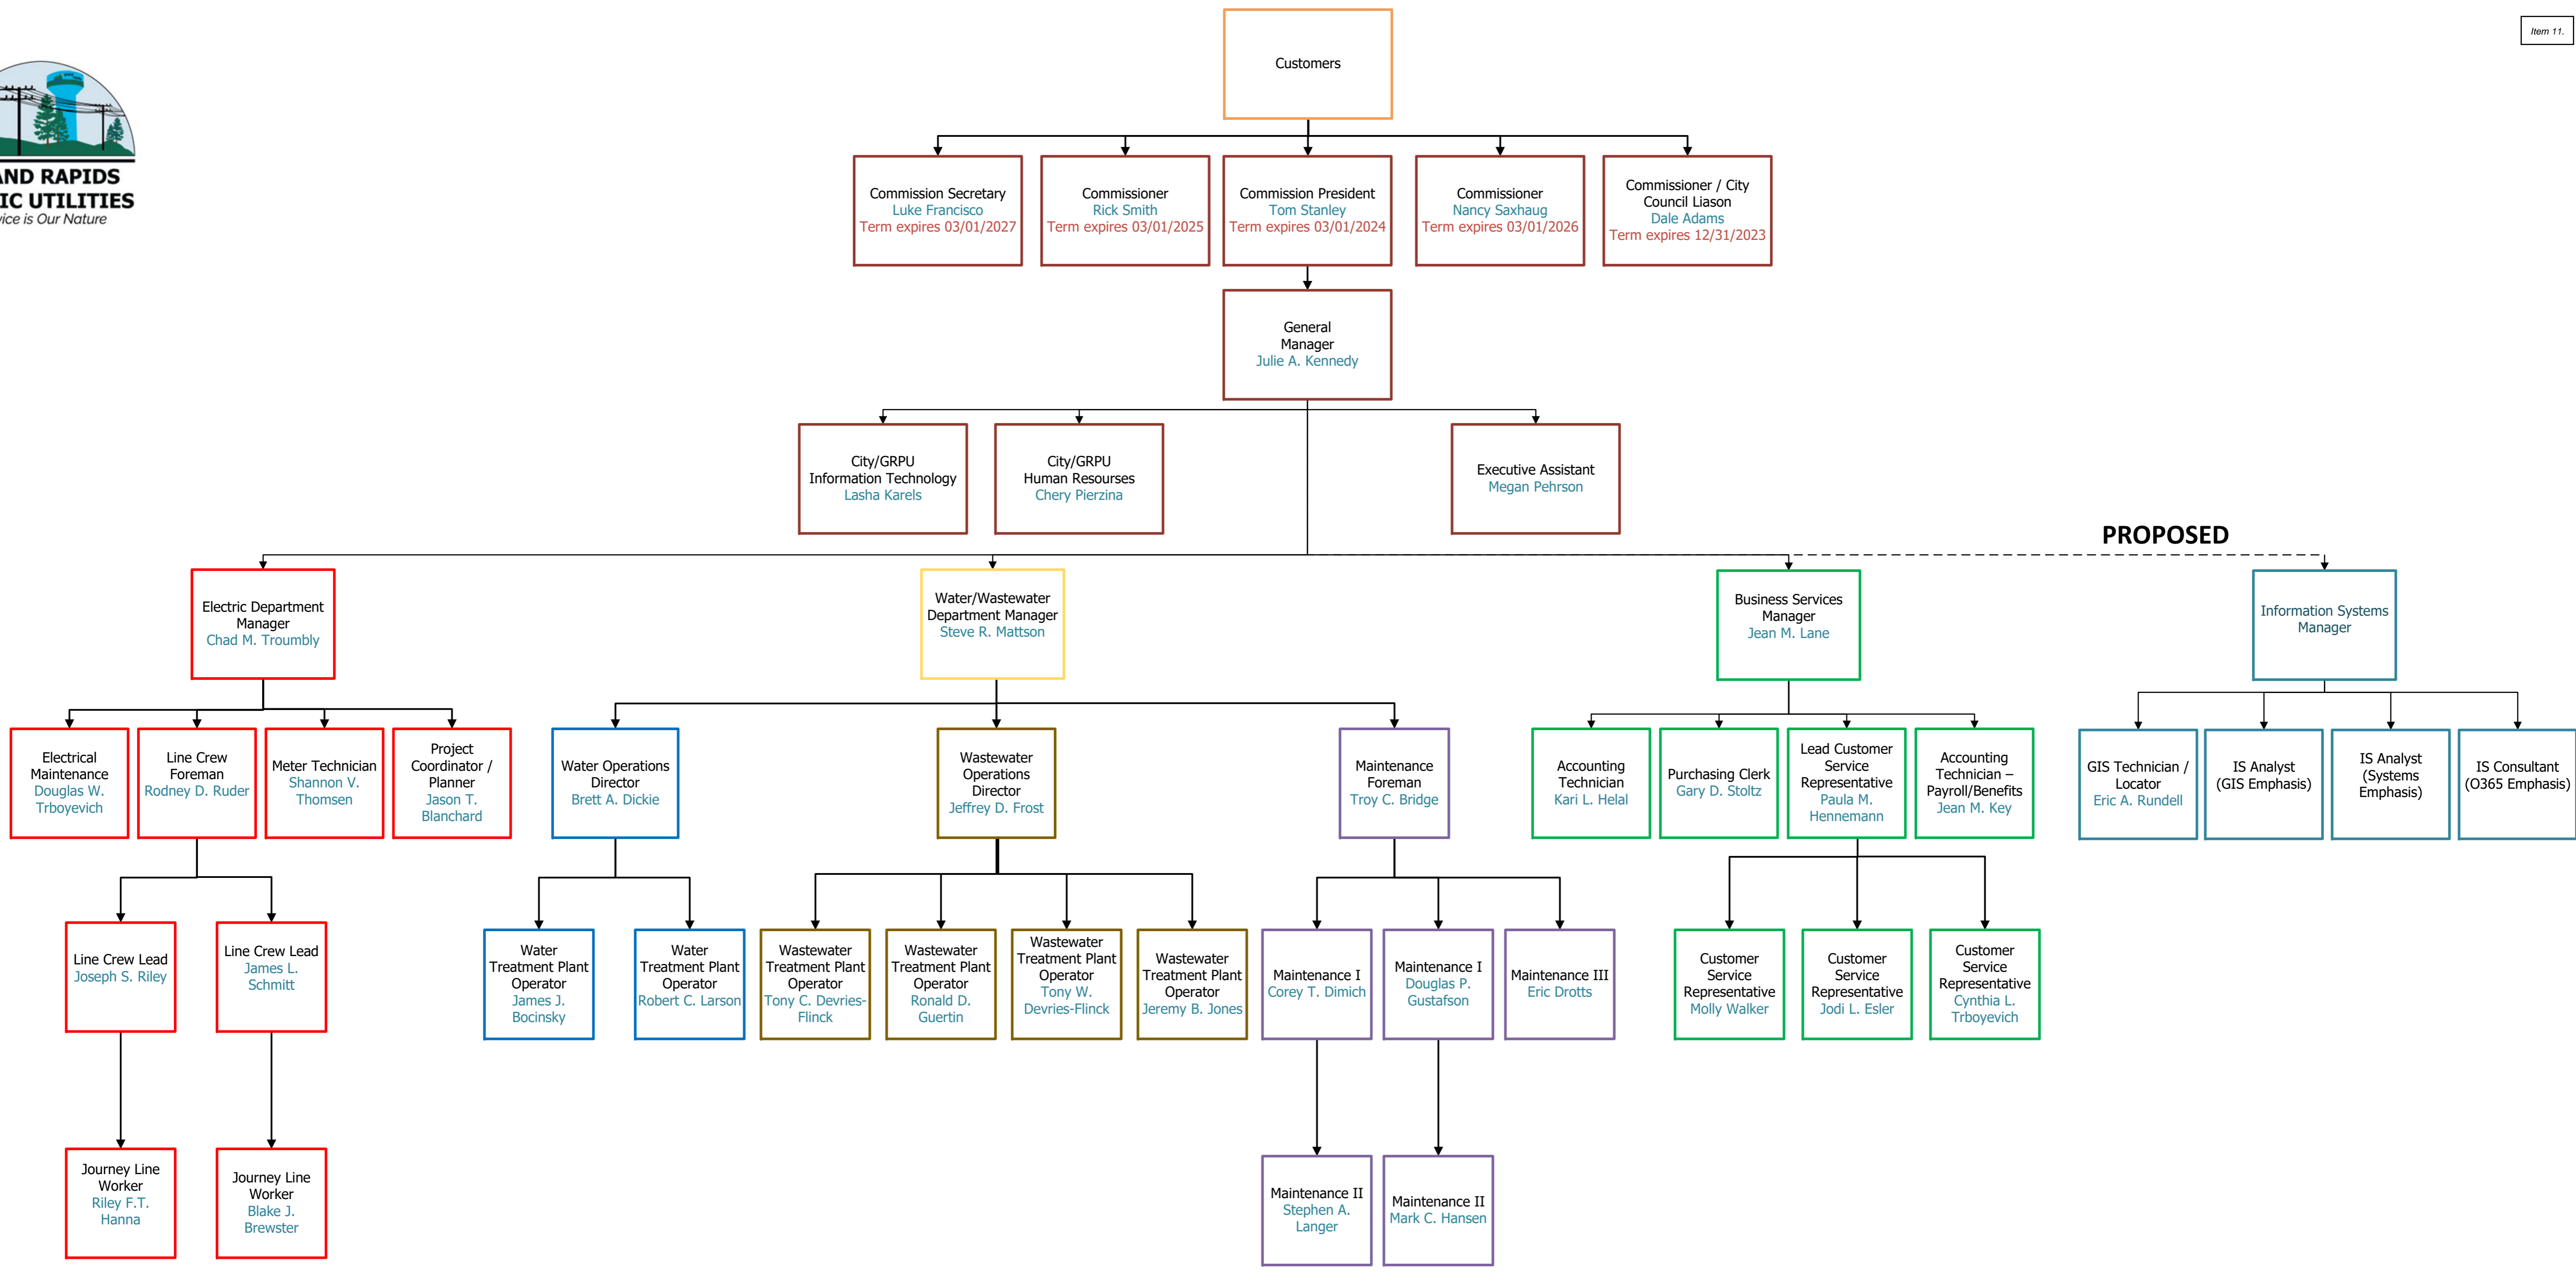 Item 11.
AND RAPIDS
IC UTILITIES
vice is Our Nature
Customers
Commission Secretary
Luke Francisco
Term expires 03/01/2027
Commissioner
Rick Smith
Term expires 03/01/2025
Commission President
Tom Stanley
Term expires 03/01/2024
Commissioner
Nancy Saxhaug
Term expires 03/01/2026
Commissioner / City
Council Liason
Dale Adams
Term expires 12/31/2023
General
Manager
Julie A. Kennedy
City/GRPU
Information Technology
Lasha Karels
City/GRPU
Human Resourses
Chery Pierzina
Executive Assistant
Megan Pehrson
PROPOSED
Electric Department
Manager
Chad M. Troumbly
Water/Wastewater
Department Manager
Steve R. Mattson
Business Services
Manager
Jean M. Lane
Information Systems
Manager
Electrical
Maintenance
Douglas W.
Trboyevich
Line Crew
Foreman
Rodney D. Ruder
Meter Technician
Shannon V.
Thomsen
Project
Coordinator /
Planner
Jason T.
Blanchard
Water Operations
Director
Brett A. Dickie
Wastewater
Operations
Director
Jeffrey D. Frost
Maintenance
Foreman
Troy C. Bridge
Accounting
Technician
Kari L. Helal
Purchasing Clerk
Gary D. Stoltz
Lead Customer
Service
Representative
Paula M.
Hennemann
Accounting
Technician –
Payroll/Benefits
Jean M. Key
GIS Technician /
Locator
Eric A. Rundell
IS Analyst
(GIS Emphasis)
IS Analyst
(Systems
Emphasis)
IS Consultant
(O365 Emphasis)
Line Crew Lead
Joseph S. Riley
Line Crew Lead
James L.
Schmitt
Water
Treatment Plant
Operator
James J.
Bocinsky
Water
Treatment Plant
Operator
Robert C. Larson
Wastewater
Treatment Plant
Operator
Tony C. Devries-
Flinck
Wastewater
Treatment Plant
Operator
Ronald D.
Guertin
Wastewater
Treatment Plant
Operator
Tony W.
Devries-Flinck
Wastewater
Treatment Plant
Operator
Jeremy B. Jones
Maintenance I
Corey T. Dimich
Maintenance I
Douglas P.
Gustafson
Maintenance III
Eric Drotts
Customer
Service
Representative
Molly Walker
Customer
Service
Representative
Jodi L. Esler
Customer
Service
Representative
Cynthia L.
Trboyevich
Journey Line
Worker
Riley F.T.
Hanna
Journey Line
Worker
Blake J.
Brewster
Maintenance II
Stephen A.
Langer
Maintenance II
Mark C. Hansen